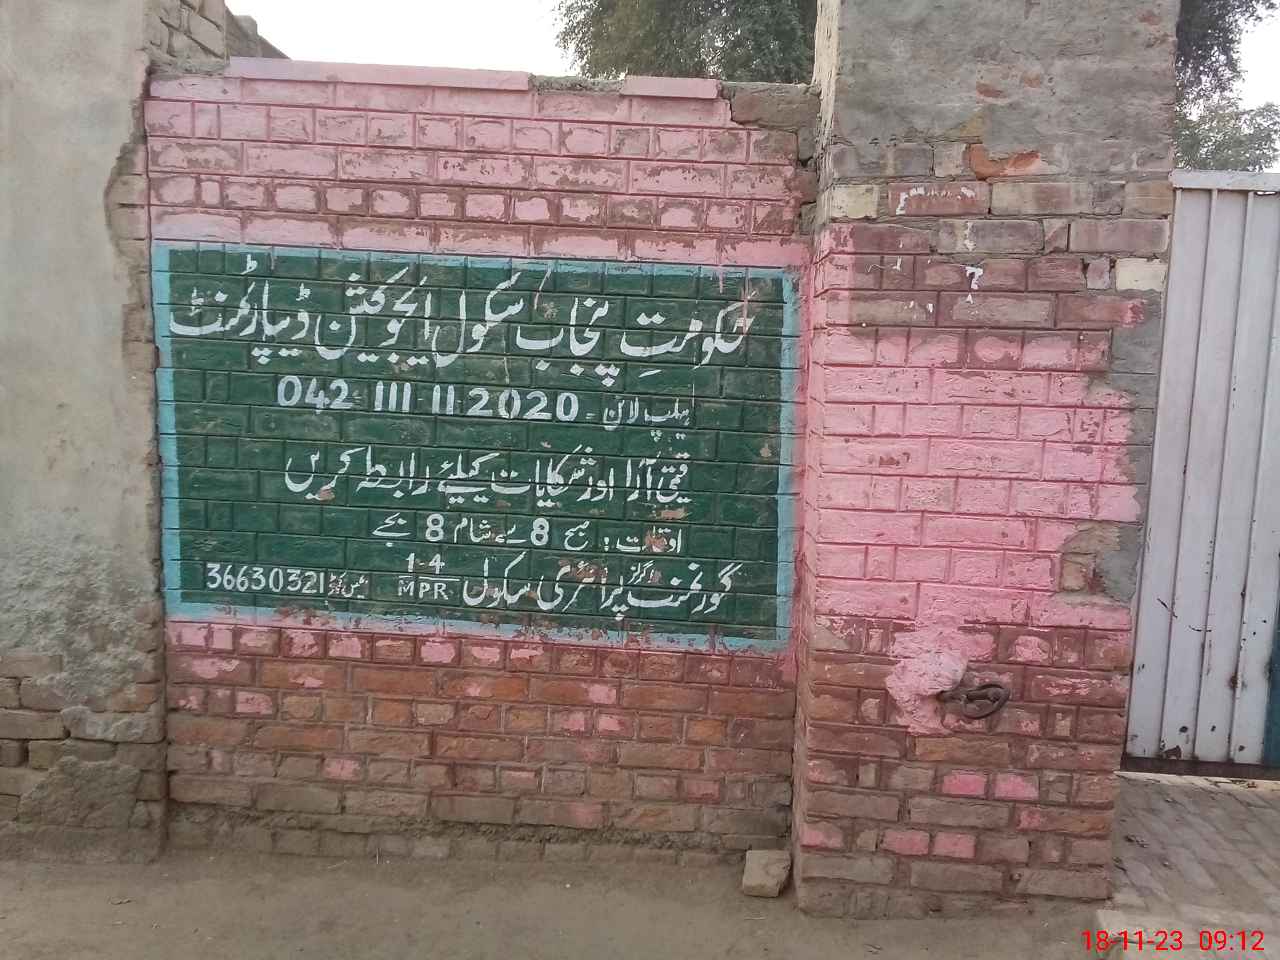 حکومتِ پنجاب سکول ایجوکیشن ڈیپارٹمنٹ
ہیلپ لائن - 042 111 11 2020
قیمتی آرا اور شکایات کیلئے رابطہ کریں
اوقات : صبح 8 سے شام 8 بجے
گورنمنٹ گرلز پرائمری سکول 1-4 MPR ایمس کوڈ 36630321
18-11-23 09:12